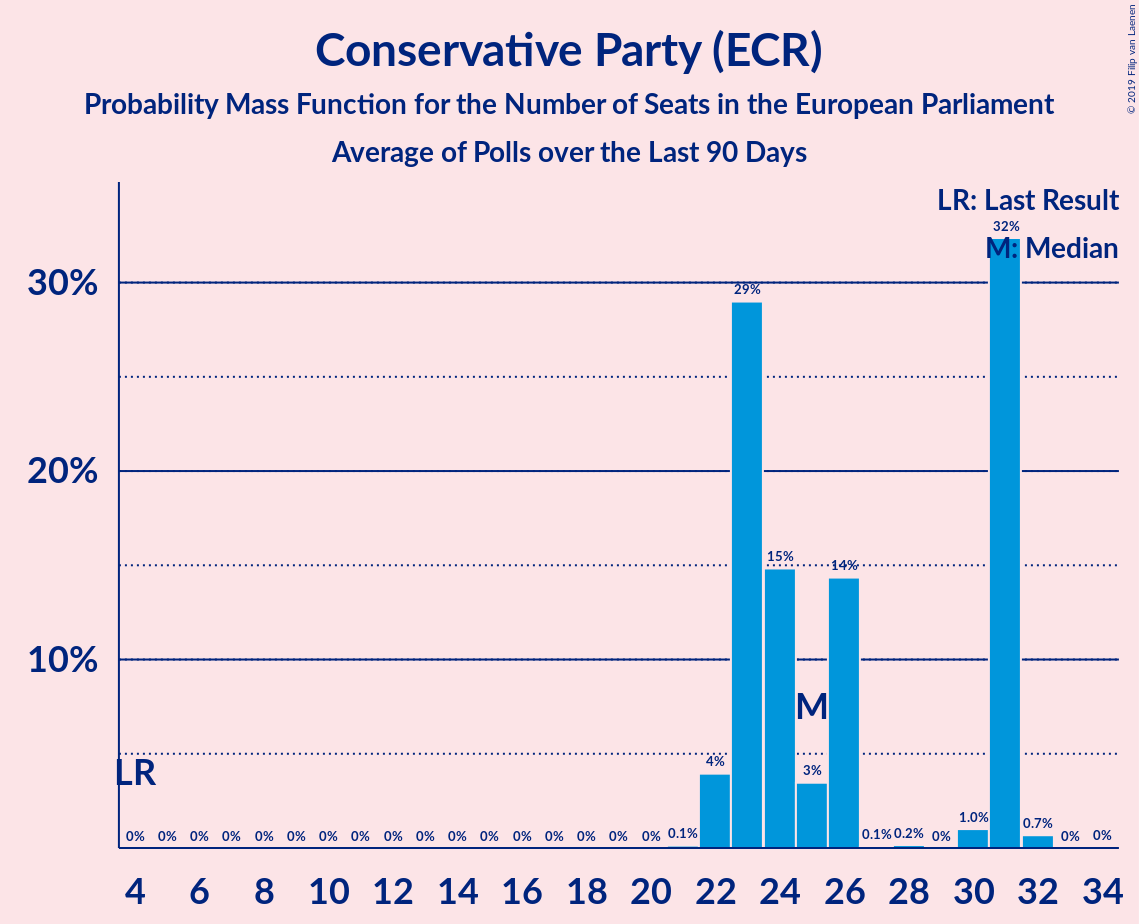 Conservative Party (ECR)
Probability Mass Function for the Number of Seats in the European Parliament
Average of Polls over the Last 90 Days
© 2019 Filip van Laenen
LR: Last Result
M: Median
30%
20%
10%
LR
M
0% 0% 0% 0% 0% 0% 0% 0% 0% 0% 0% 0% 0% 0% 0% 0% 0% 0.1% 4% 29% 15% 3% 14% 0.1% 0.2% 0% 1.0% 32% 0.7% 0% 0%
4 6 8 10 12 14 16 18 20 22 24 26 28 30 32 34